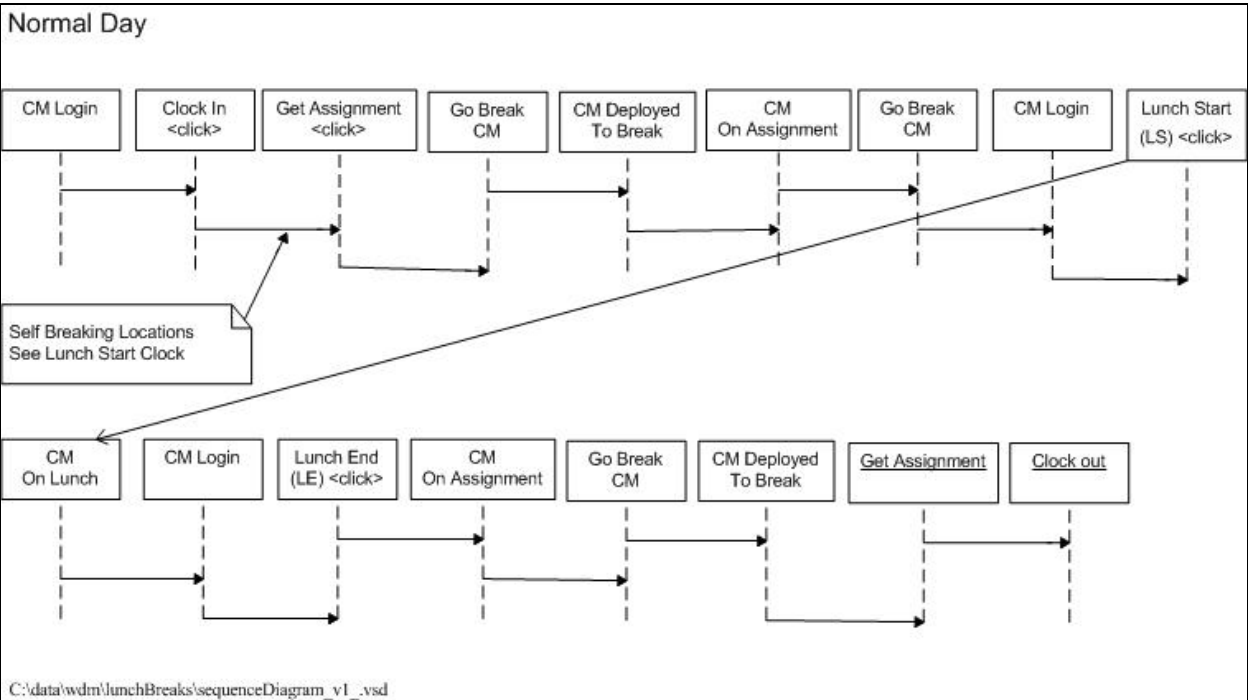 Normal Day
CM Login
Clock In
<click>
Get Assignment
<click>
Go Break
CM
CM Deployed
To Break
CM
On Assignment
Go Break
CM
CM Login
Lunch Start
(LS) <click>
Self Breaking Locations
See Lunch Start Clock
CM
On Lunch
CM Login
Lunch End
(LE) <click>
CM
On Assignment
Go Break
CM
CM Deployed
To Break
Get Assignment
Clock out
C:\data\wdm\lunchBreaks\sequenceDiagram_v1_.vsd